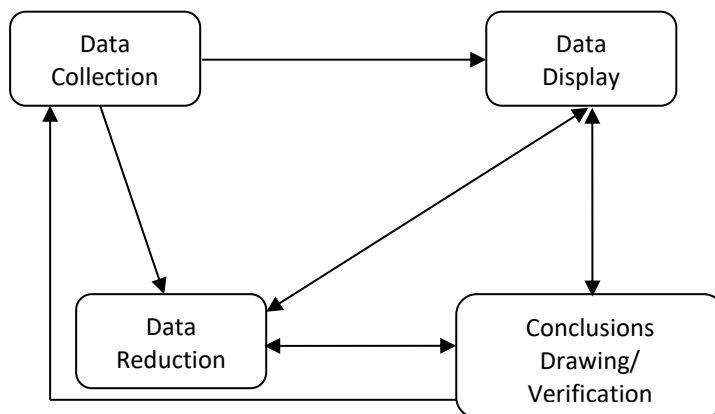 Data
Collection
Data
Display
Data
Reduction
Conclusions
Drawing/
Verification